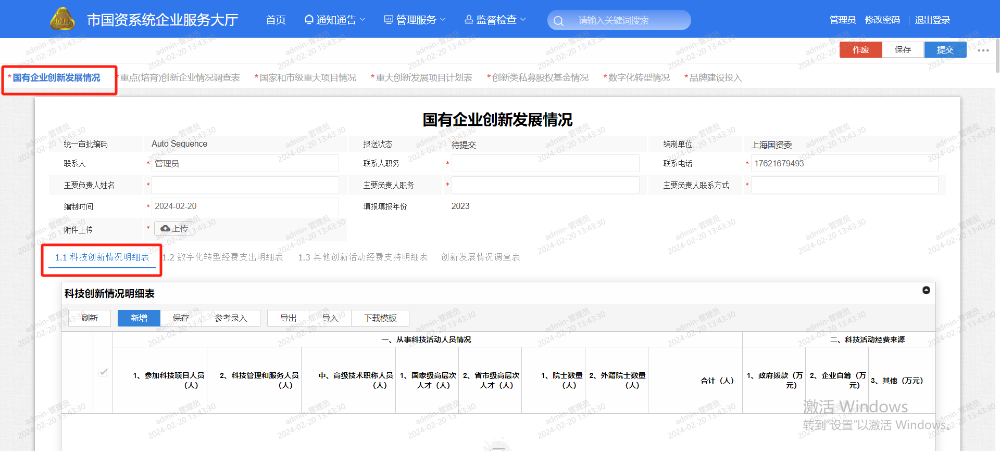 市国资系统企业服务大厅 首页 通知通告 管理服务 监督检查 请输入关键词搜索 管理员 修改密码 退出登录
作废 保存 提交 •••
*国有企业创新发展情况 *重点(培育)创新企业情况调查表 *国家和市级重大项目情况 *重大创新发展项目计划表 *创新类私募股权基金情况 *数字化转型情况 *品牌建设投入
国有企业创新发展情况
统一审批编码 Auto Sequence 报送状态 待提交 编制单位 上海国资委
联系人 * 管理员 联系人职务 * 联系电话 * 17621679493
主要负责人姓名 * 主要负责人职务 * 主要负责人联系方式 *
编制时间 * 2024-02-20 填报填报年份 2023
附件上传 * 上传
1.1 科技创新情况明细表 1.2 数字化转型经费支出明细表 1.3 其他创新活动经费支持明细表 创新发展情况调查表
科技创新情况明细表
刷新 新增 保存 参考录入 导出 导入 下载模板
一、从事科技活动人员情况 二、科技活动经费来源
1、参加科技项目人员（人） 2、科技管理和服务人员（人） 中、高级技术职称人员（人） 1、国家级高层次人才（人） 2、省市级高层次人才（人） 1、院士数量（人） 2、外籍院士数量（人） 合计（人） 1、政府拨款（万元） 2、企业自筹（万元） 3、其他（万元）
激活 Windows
转到"设置"以激活 Windows。
admin-管理员
2024-02-20 13:43:30